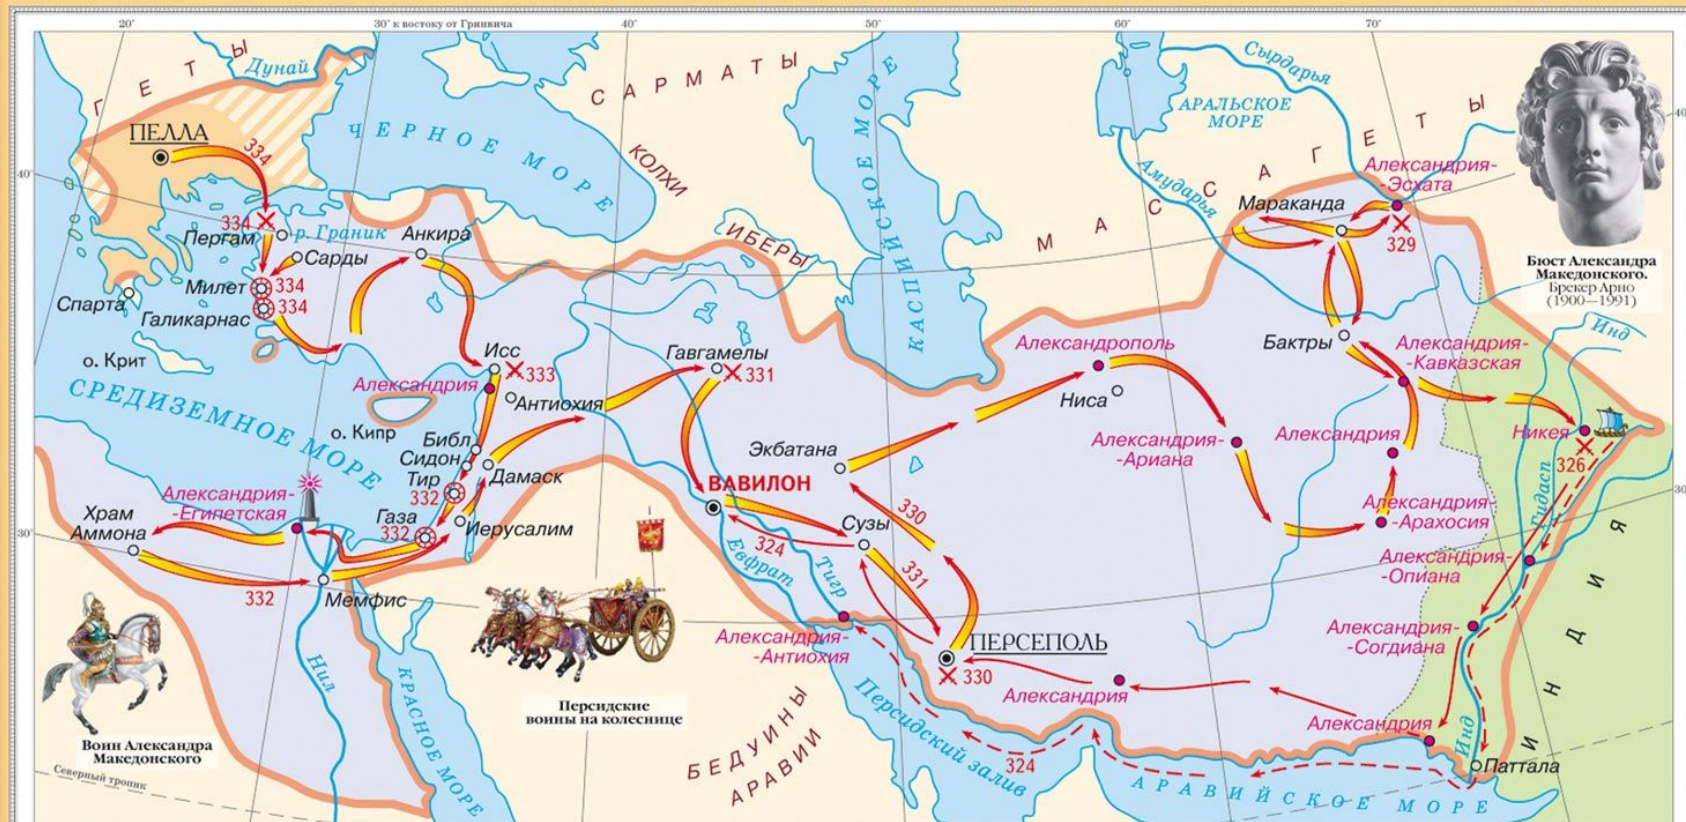 20°
30° к востоку от Гринвича
40°
50°
60°
70°
ГЕТЫ
Дунай
САРМАТЫ
Сырдарья
АРАЛЬСКОЕ
МОРЕ
МАССАГЕТЫ
40°
40
ПЕЛЛА
334
ЧЕРНОЕ МОРЕ
КОЛХИ
КАСПИЙСКОЕ МОРЕ
Амударья
Александрия-
-Эсхата
Мараканда
329
334
р. Граник
Пергам
Анкира
ИБЕРЫ
Сарды
Милет
334
Спарта
334
Галикарнас
Бюст Александра
Македонского.
Брекер Арно
(1900—1991)
Инд
о. Крит
Исс
333
Гавгамелы
331
Александрополь
Бактры
Александрия-
-Кавказская
СРЕДИЗЕМНОЕ МОРЕ
Александрия
Антиохия
Ниса
о. Кипр
Библ
Сидон
Тир
332
Дамаск
Экбатана
Александрия-
-Ариана
Александрия
Никея
326
Гидасп
ВАВИЛОН
Александрия-
-Египетская
Храм
Аммона
30°
30
Газа
332
Иерусалим
Сузы
330
324
331
Александрия-
-Арахосия
Александрия-
-Опиана
ИНДИЯ
332
Мемфис
Евфрат
Тигр
Александрия-
-Антиохия
ПЕРСЕПОЛЬ
330
Александрия
Александрия-
-Согдиана
Нил
КРАСНОЕ МОРЕ
Персидские
воины на колеснице
Воин Александра
Македонского
Северный тропик
БЕДУИНЫ
АРАВИИ
Персидский залив
324
Александрия
Инд
Паттала
АРАВИЙСКОЕ МОРЕ